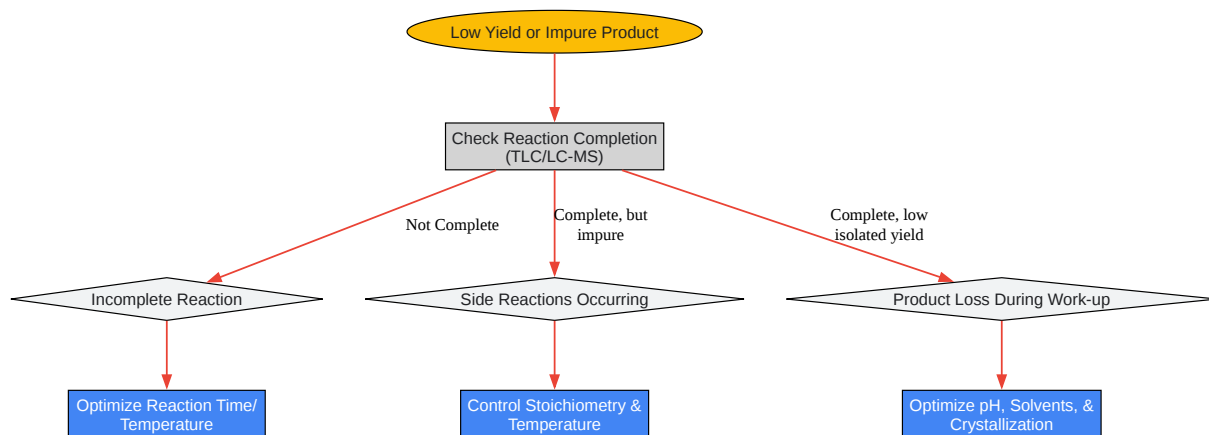 Low Yield or Impure Product
Check Reaction Completion
(TLC/LC-MS)
Not Complete
Complete, but
impure
Complete, low
isolated yield
Incomplete Reaction
Side Reactions Occurring
Product Loss During Work-up
Optimize Reaction Time/
Temperature
Control Stoichiometry &
Temperature
Optimize pH, Solvents, &
Crystallization